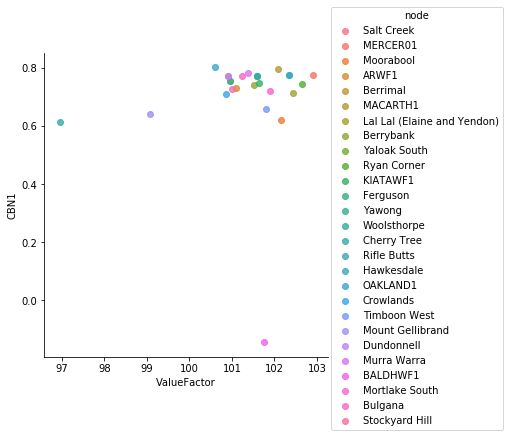 node
Salt Creek
MERCER01
Moorabool
ARWF1
Berrimal
MACARTH1
Lal Lal (Elaine and Yendon)
Berrybank
Yaloak South
Ryan Corner
KIATAWF1
Ferguson
Yawong
Woolsthorpe
Cherry Tree
Rifle Butts
Hawkesdale
OAKLAND1
Crowlands
Timboon West
Mount Gellibrand
Dundonnell
Murra Warra
BALDHWF1
Mortlake South
Bulgana
Stockyard Hill
0.8
0.6
0.4
0.2
0.0
CBN1
97 98 99 100 101 102 103
ValueFactor